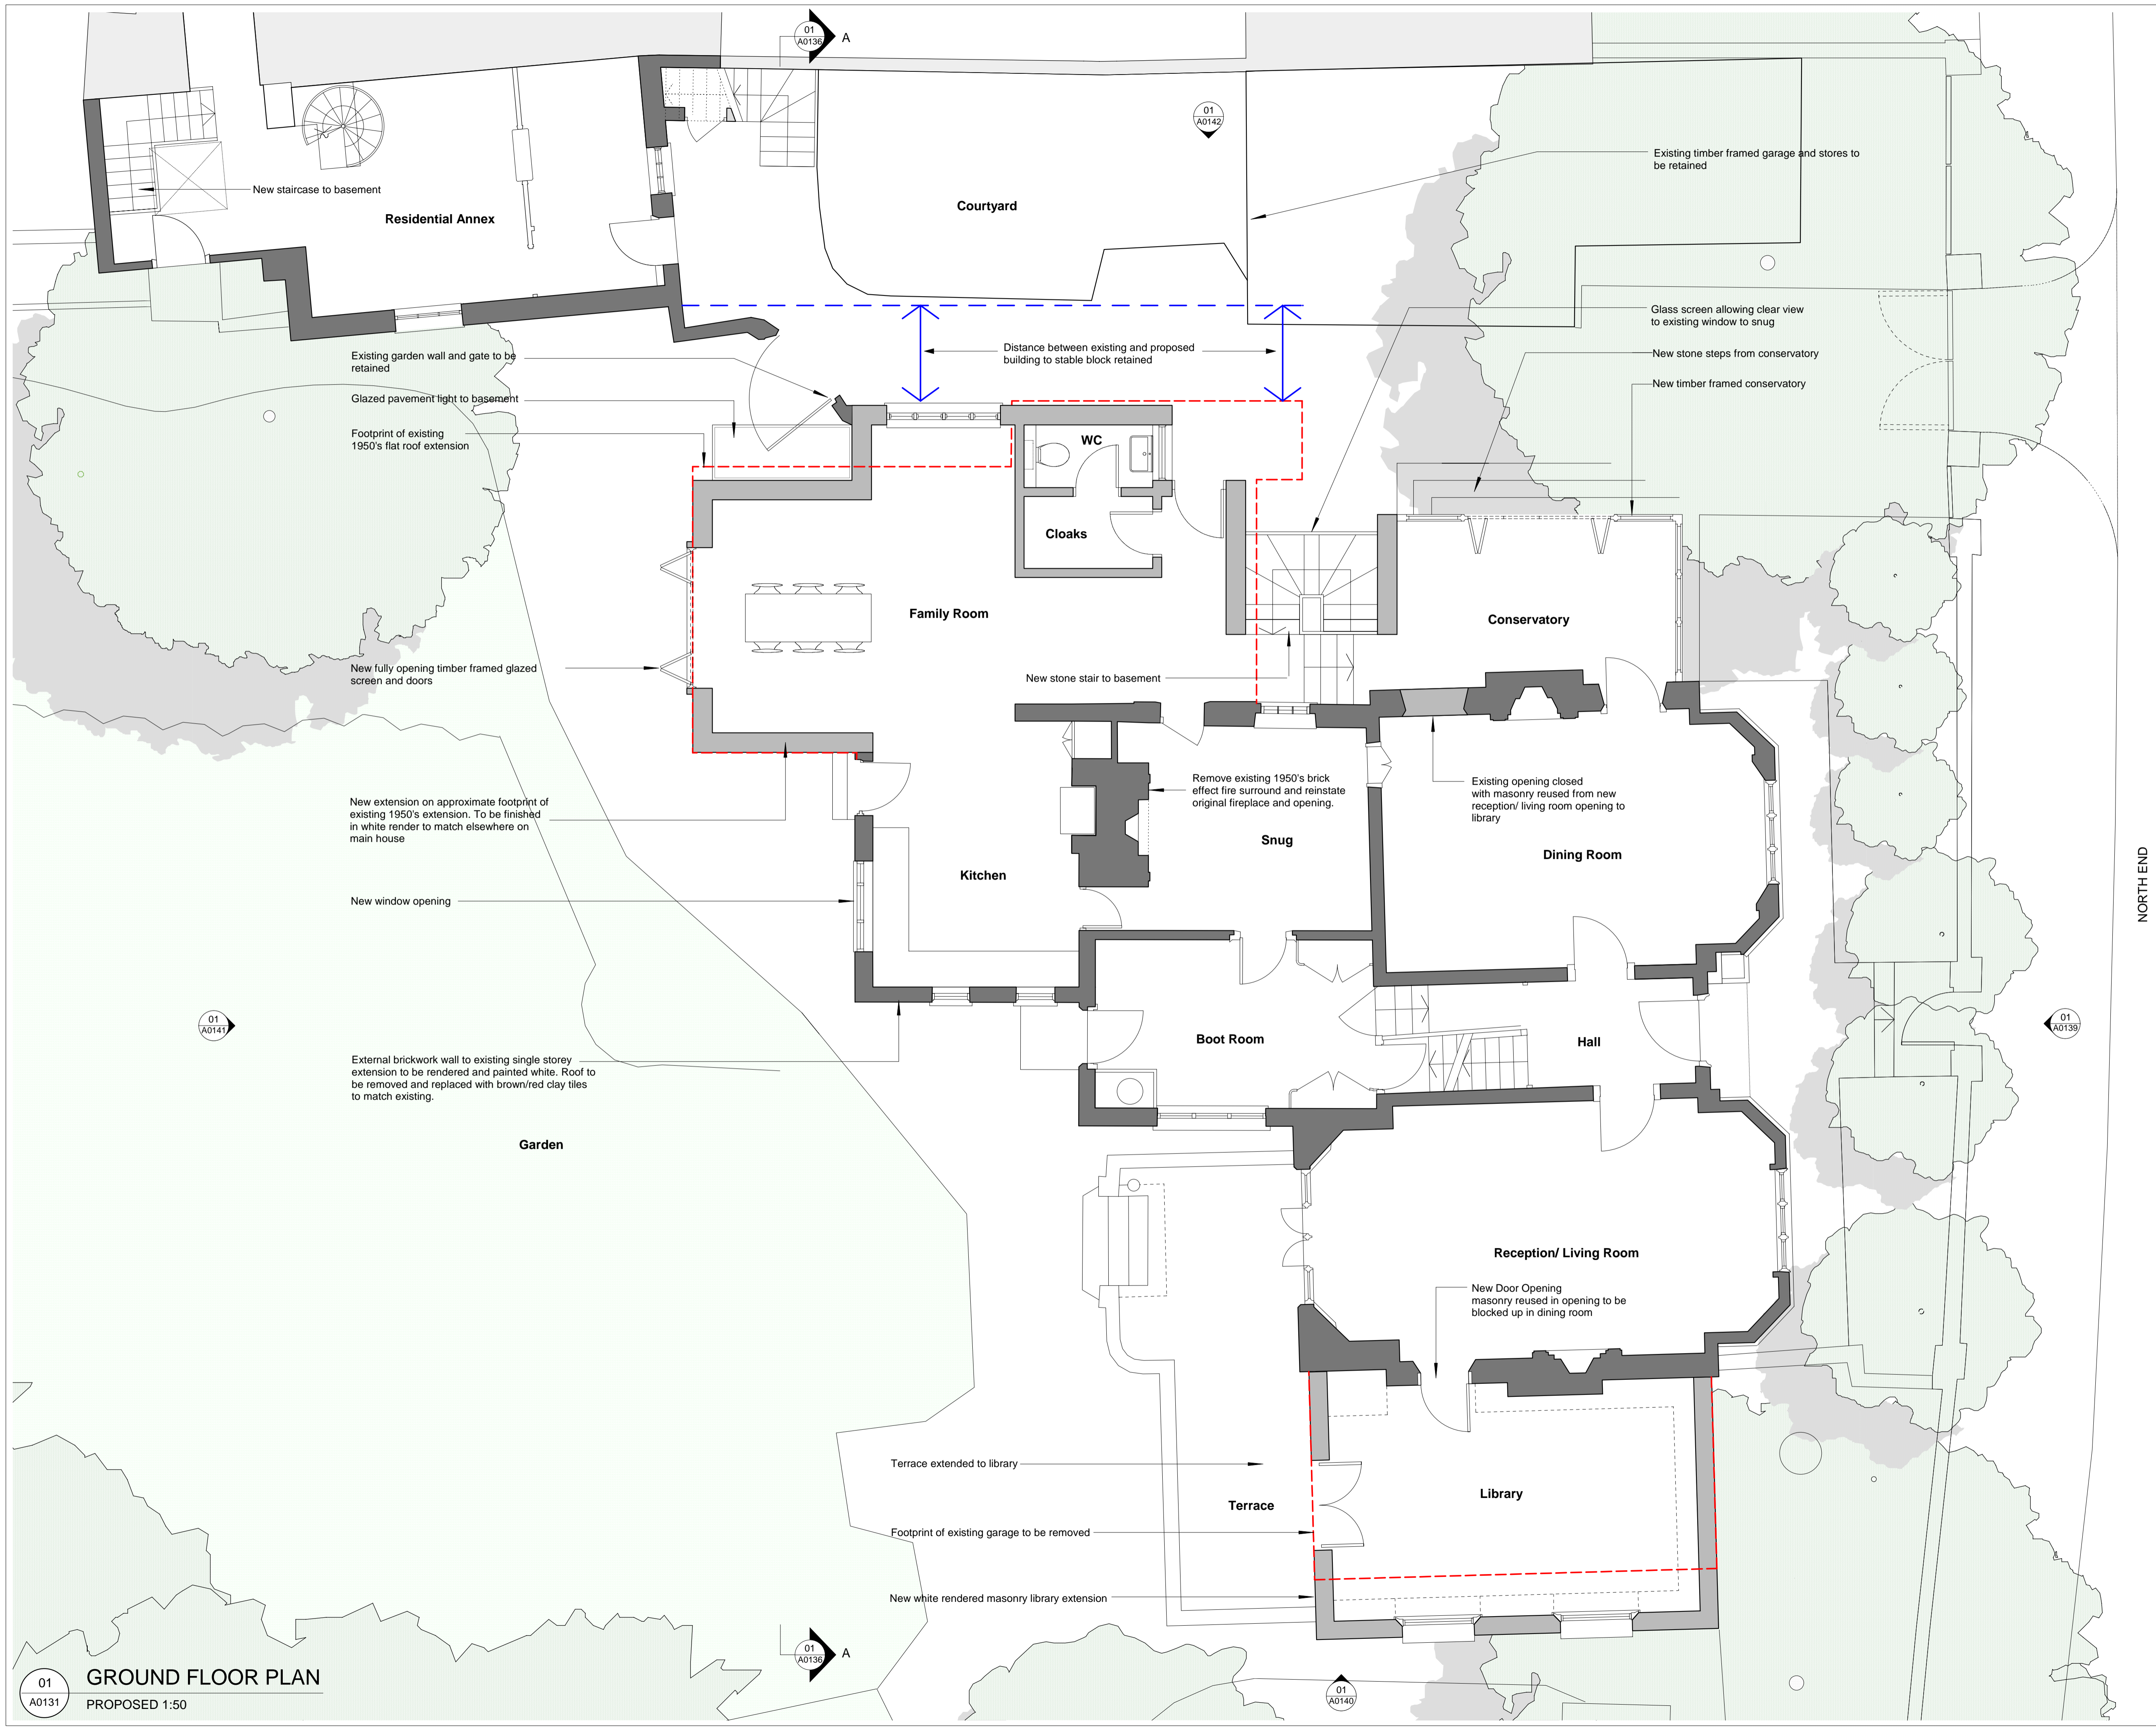 01
A0136
A
01
A0142
Existing timber framed garage and stores to
be retained
New staircase to basement
Residential Annex
Courtyard
Glass screen allowing clear view
to existing window to snug
Distance between existing and proposed
building to stable block retained
New stone steps from conservatory
Existing garden wall and gate to be
retained
New timber framed conservatory
Glazed pavement light to basement
Footprint of existing
1950's flat roof extension
WC
Cloaks
Family Room
Conservatory
New fully opening timber framed glazed
screen and doors
New stone stair to basement
Remove existing 1950's brick
effect fire surround and reinstate
original fireplace and opening.
Existing opening closed
with masonry reused from new
reception/ living room opening to
library
New extension on approximate footprint of
existing 1950's extension. To be finished
in white render to match elsewhere on
main house
Snug
Dining Room
Kitchen
NORTH END
New window opening
01
A0141
01
A0139
Boot Room
Hall
External brickwork wall to existing single storey
extension to be rendered and painted white. Roof to
be removed and replaced with brown/red clay tiles
to match existing.
Garden
Reception/ Living Room
New Door Opening
masonry reused in opening to be
blocked up in dining room
Terrace extended to library
Library
Terrace
Footprint of existing garage to be removed
New white rendered masonry library extension
01
A0136
A
01
A0140
01
A0131
GROUND FLOOR PLAN
PROPOSED 1:50